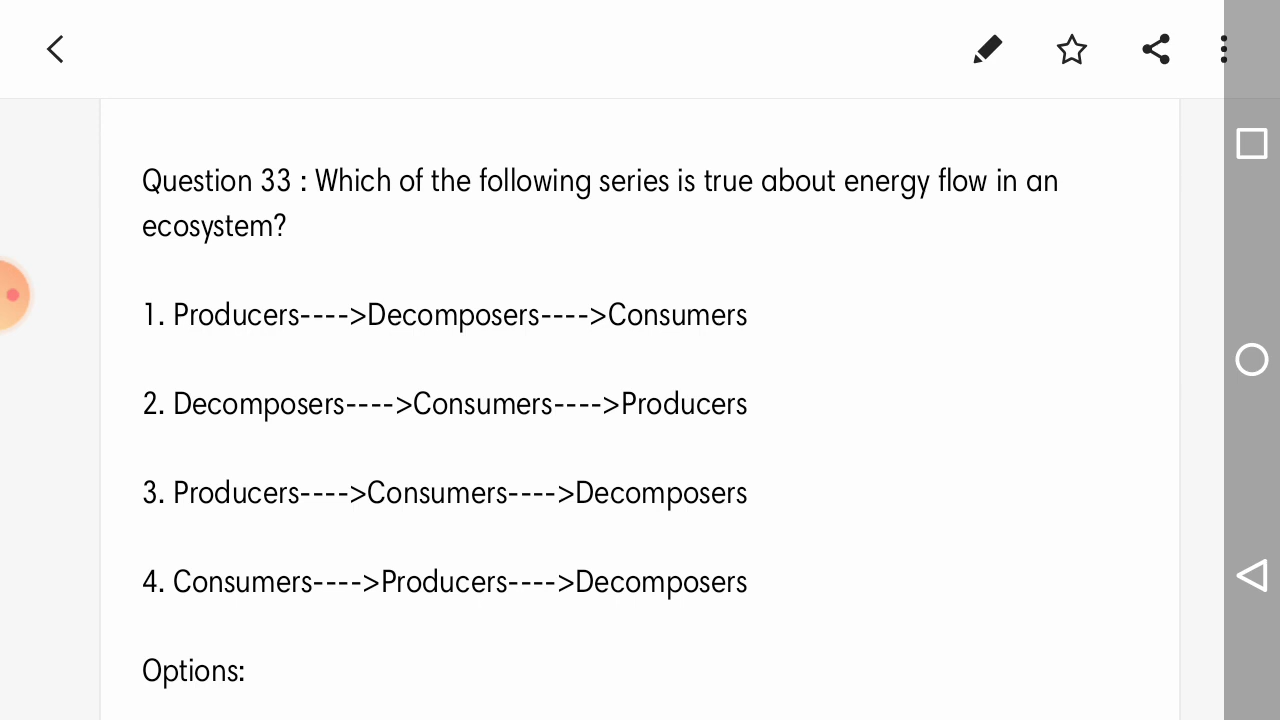 Question 33 : Which of the following series is true about energy flow in an
ecosystem?
1. Producers---->Decomposers---->Consumers
2. Decomposers---->Consumers---->Producers
3. Producers---->Consumers---->Decomposers
4. Consumers---->Producers---->Decomposers
Options: